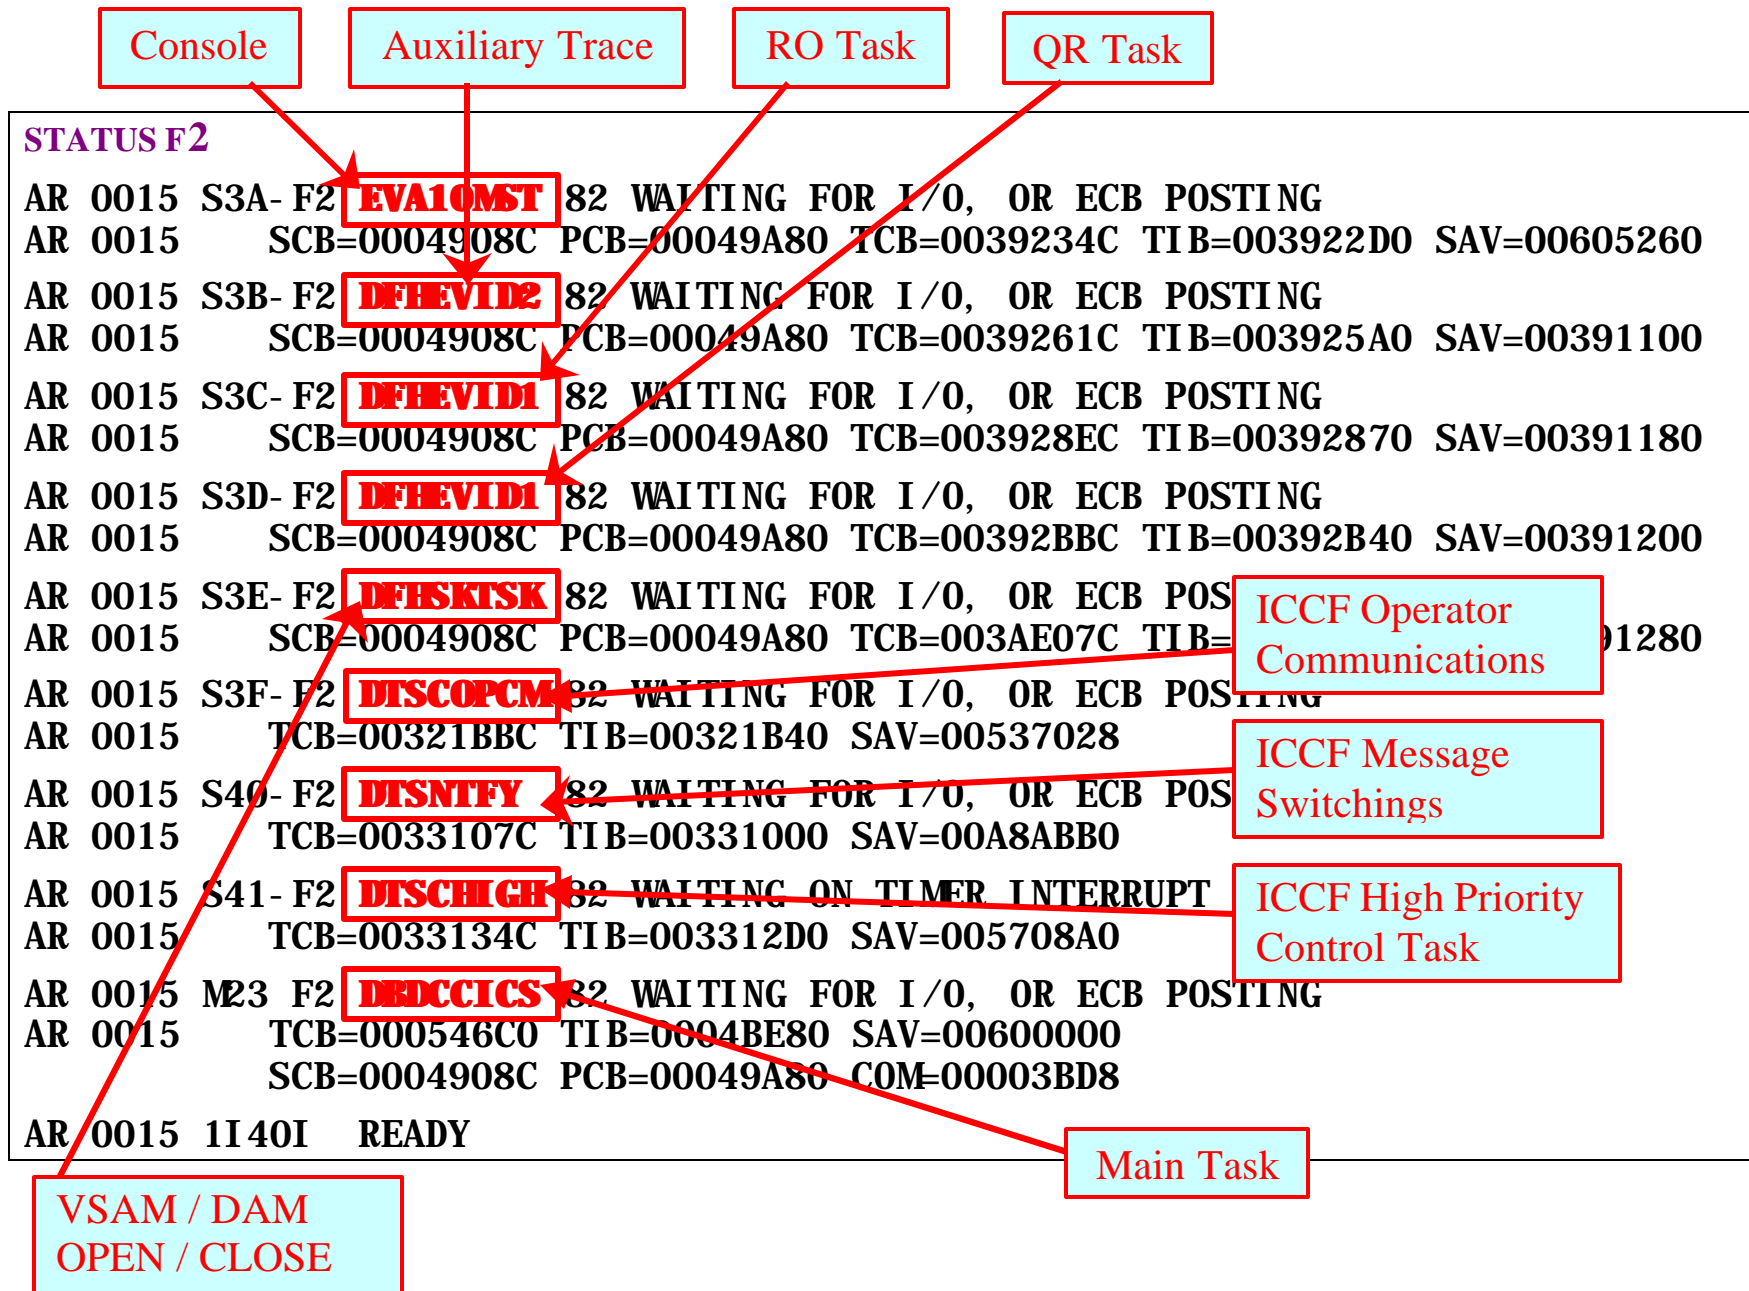 Console
Auxiliary Trace
RO Task
QR Task
STATUS F2
AR 0015 S3A-F2 EVA10MST 82 WAITING FOR I/O, OR ECB POSTING
AR 0015 SCB=0004908C PCB=00049A80 TCB=0039234C TIB=003922D0 SAV=00605260
AR 0015 S3B-F2 DFHEVID2 82 WAITING FOR I/O, OR ECB POSTING
AR 0015 SCB=0004908C PCB=00049A80 TCB=0039261C TIB=003925A0 SAV=00391100
AR 0015 S3C-F2 DFHEVID1 82 WAITING FOR I/O, OR ECB POSTING
AR 0015 SCB=0004908C PCB=00049A80 TCB=003928EC TIB=00392870 SAV=00391180
AR 0015 S3D-F2 DFHEVID1 82 WAITING FOR I/O, OR ECB POSTING
AR 0015 SCB=0004908C PCB=00049A80 TCB=00392BBC TIB=00392B40 SAV=00391200
AR 0015 S3E-F2 DFHSKTSK 82 WAITING FOR I/O, OR ECB POS
AR 0015 SCB=0004908C PCB=00049A80 TCB=003AE07C TIB= 91280
ICCF Operator
Communications
AR 0015 S3F-F2 DTSCOPCM 82 WAITING FOR I/O, OR ECB POSTING
AR 0015 TCB=00321BBC TIB=00321B40 SAV=00537028
ICCF Message
Switchings
AR 0015 S40-F2 DTSNTFY 82 WAITING FOR I/O, OR ECB POS
AR 0015 TCB=0033107C TIB=00331000 SAV=00A8ABB0
AR 0015 S41-F2 DTSCHIGH 82 WAITING ON TIMER INTERRUPT
AR 0015 TCB=0033134C TIB=003312D0 SAV=005708A0
ICCF High Priority
Control Task
AR 0015 M23 F2 DBDCCICS 82 WAITING FOR I/O, OR ECB POSTING
AR 0015 TCB=000546C0 TIB=0004BE80 SAV=00600000
SCB=0004908C PCB=00049A80 COM=00003BD8
AR 0015 1I40I READY
Main Task
VSAM / DAM
OPEN / CLOSE